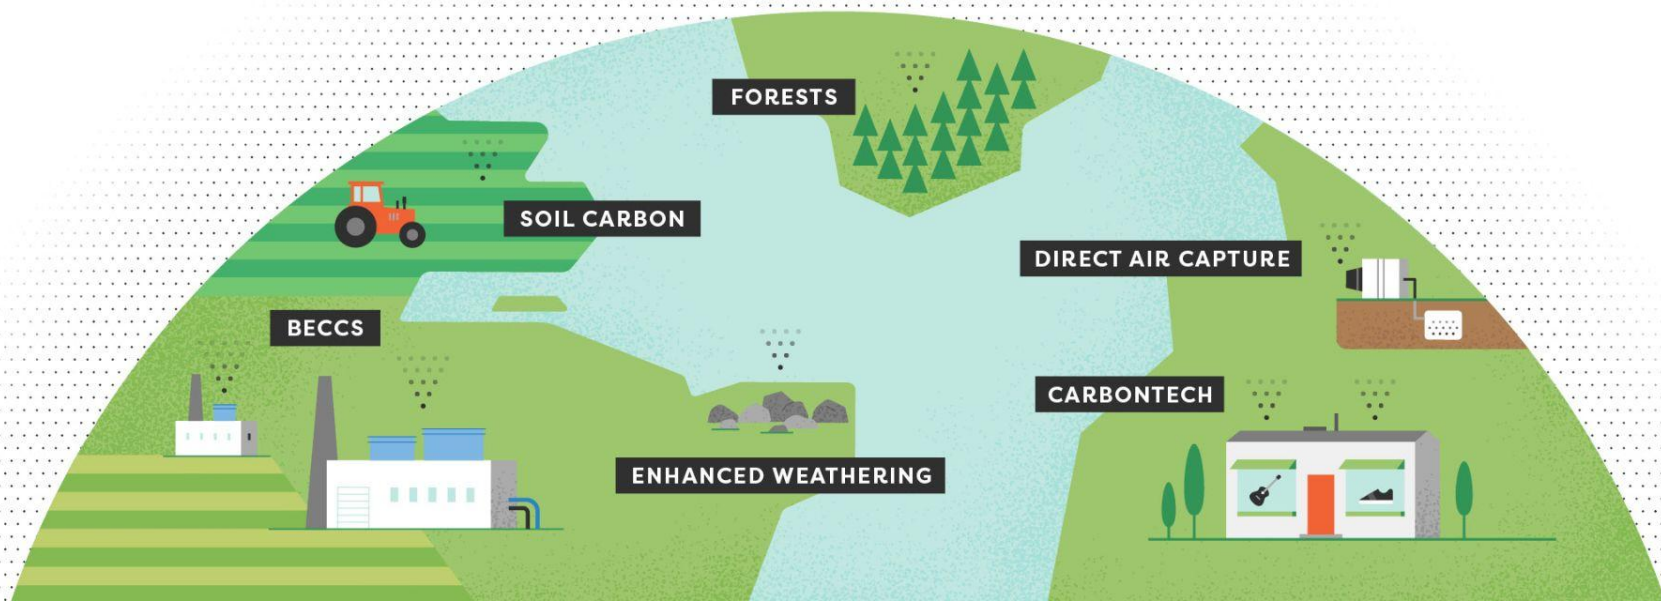 FORESTS
SOIL CARBON
DIRECT AIR CAPTURE
BECCS
CARBONTECH
ENHANCED WEATHERING